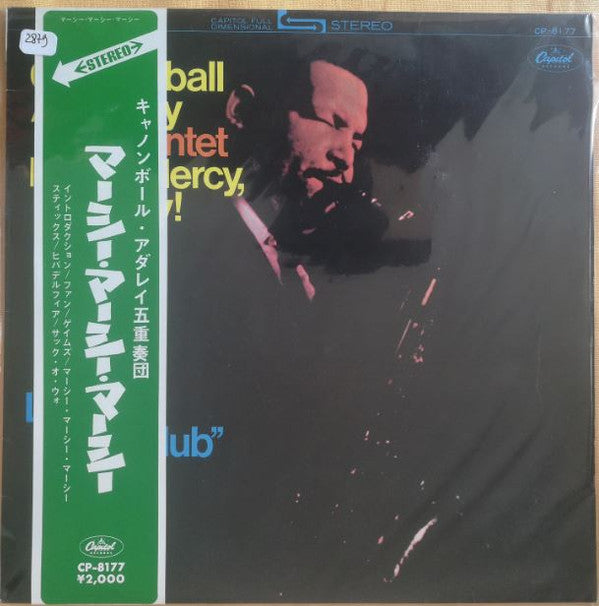 2879
マーシー・マーシー・マーシー
STEREO
キャノンボール・アダレイ五重奏団
マーシー・マーシー・マーシー
イントロダクション/ファン/ゲイムズ/マーシー・マーシー・マーシー
スティックス/ヒパデルフィア/サック・オ・ウォ
Capitol
RECORDS
CP-8177
¥2,000
CAPITOL FULL DIMENSIONAL STEREO
CP-8177
Capitol
RECORDS
ball
y
ntet
ercy,
y!
lub”